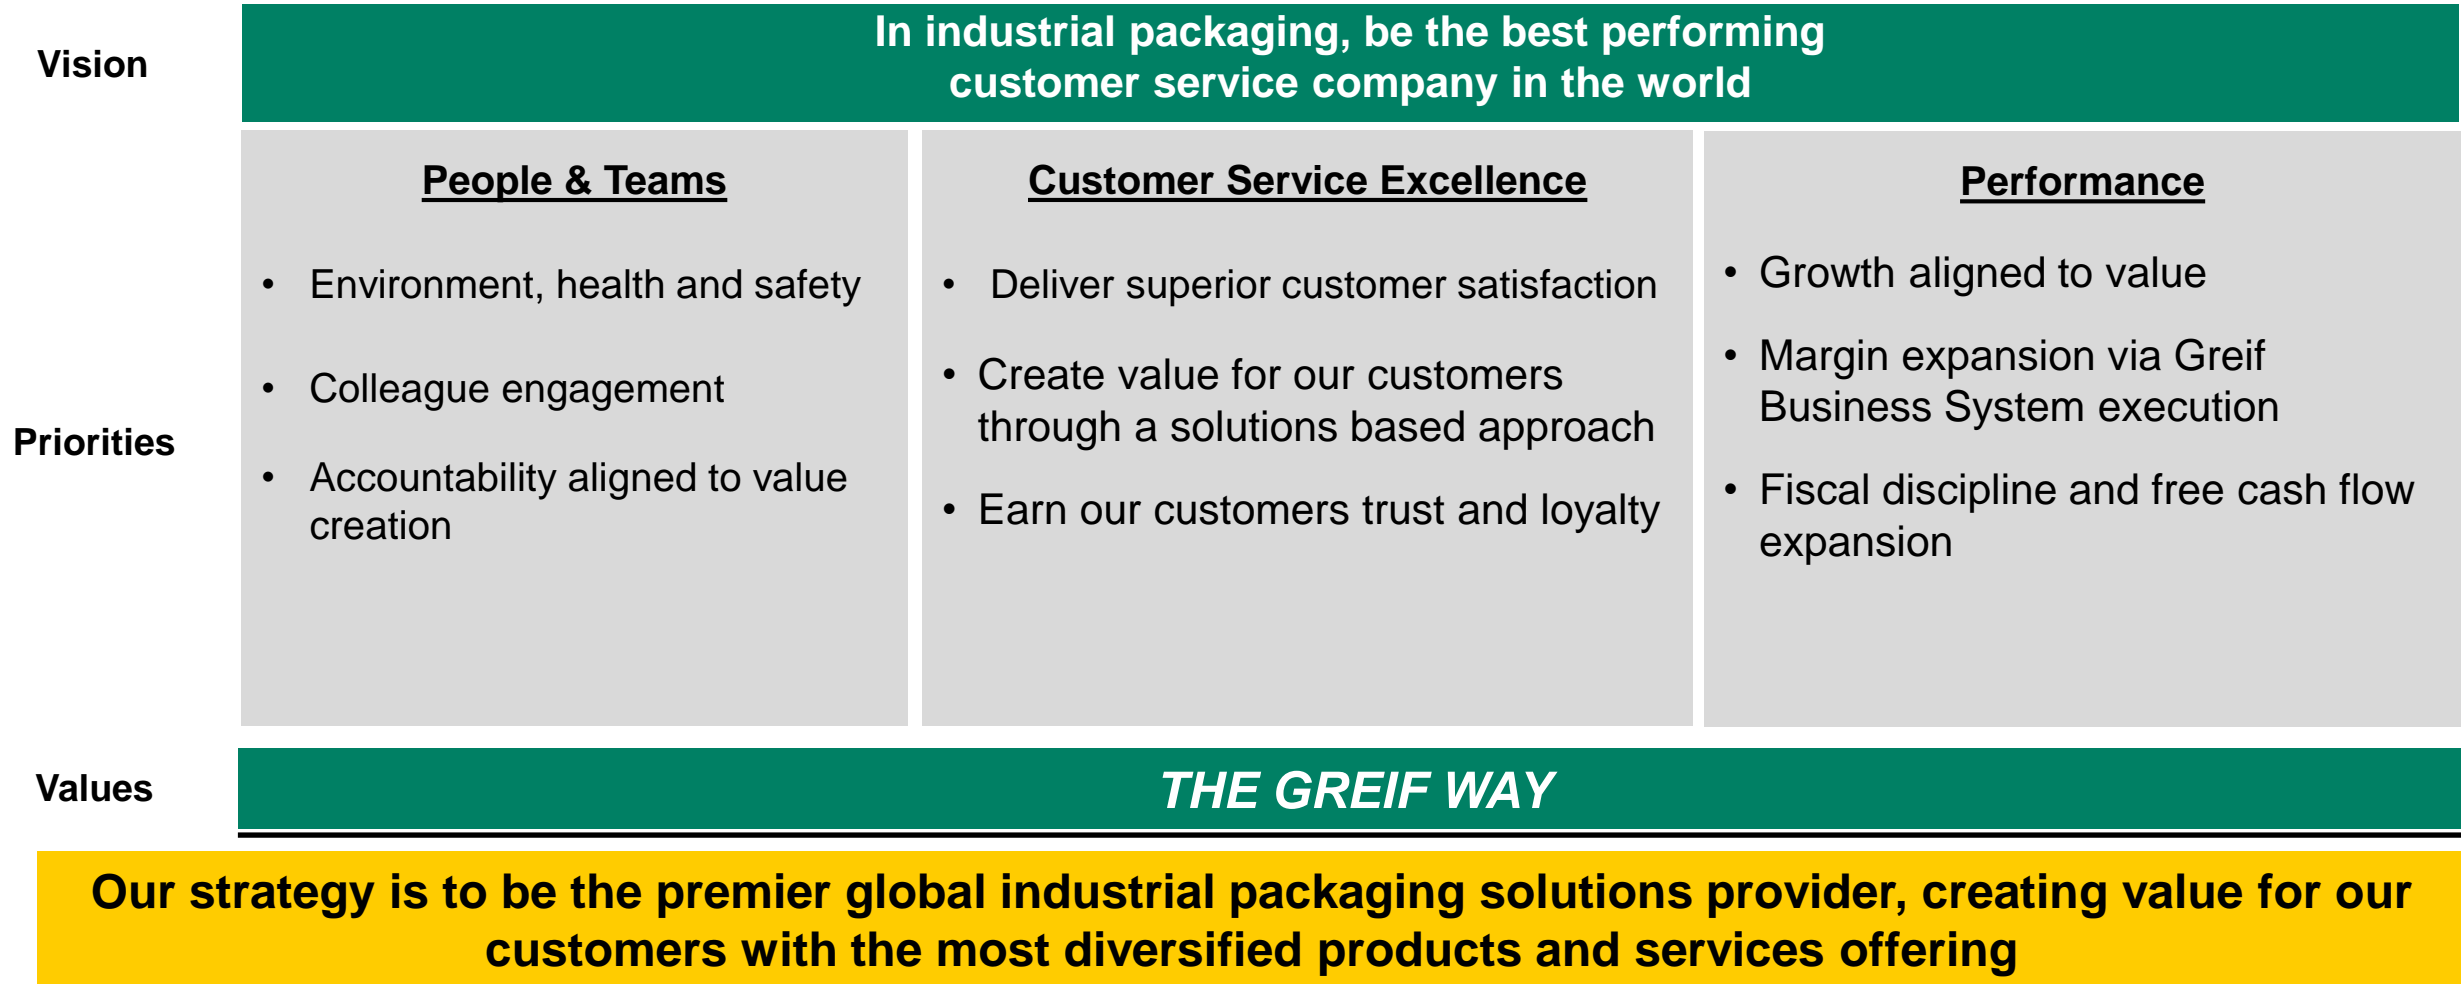 Vision
In industrial packaging, be the best performing
customer service company in the world
Priorities
People & Teams
• Environment, health and safety
• Colleague engagement
• Accountability aligned to value
creation
Customer Service Excellence
• Deliver superior customer satisfaction
• Create value for our customers
through a solutions based approach
• Earn our customers trust and loyalty
Performance
• Growth aligned to value
• Margin expansion via Greif
Business System execution
• Fiscal discipline and free cash flow
expansion
Values
THE GREIF WAY
Our strategy is to be the premier global industrial packaging solutions provider, creating value for our
customers with the most diversified products and services offering